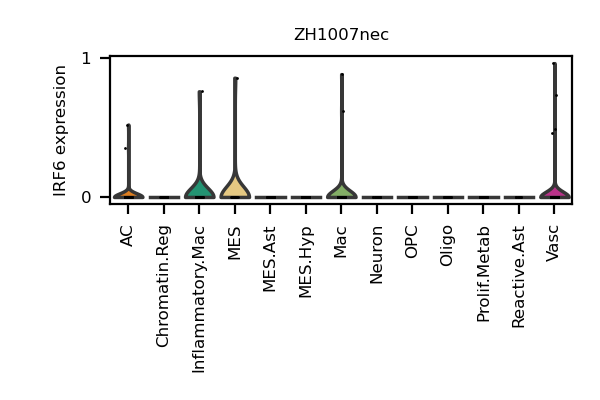 ZH1007nec
IRF6 expression
1
0
AC
Chromatin.Reg
Inflammatory.Mac
MES
MES.Ast
MES.Hyp
Mac
Neuron
OPC
Oligo
Prolif.Metab
Reactive.Ast
Vasc